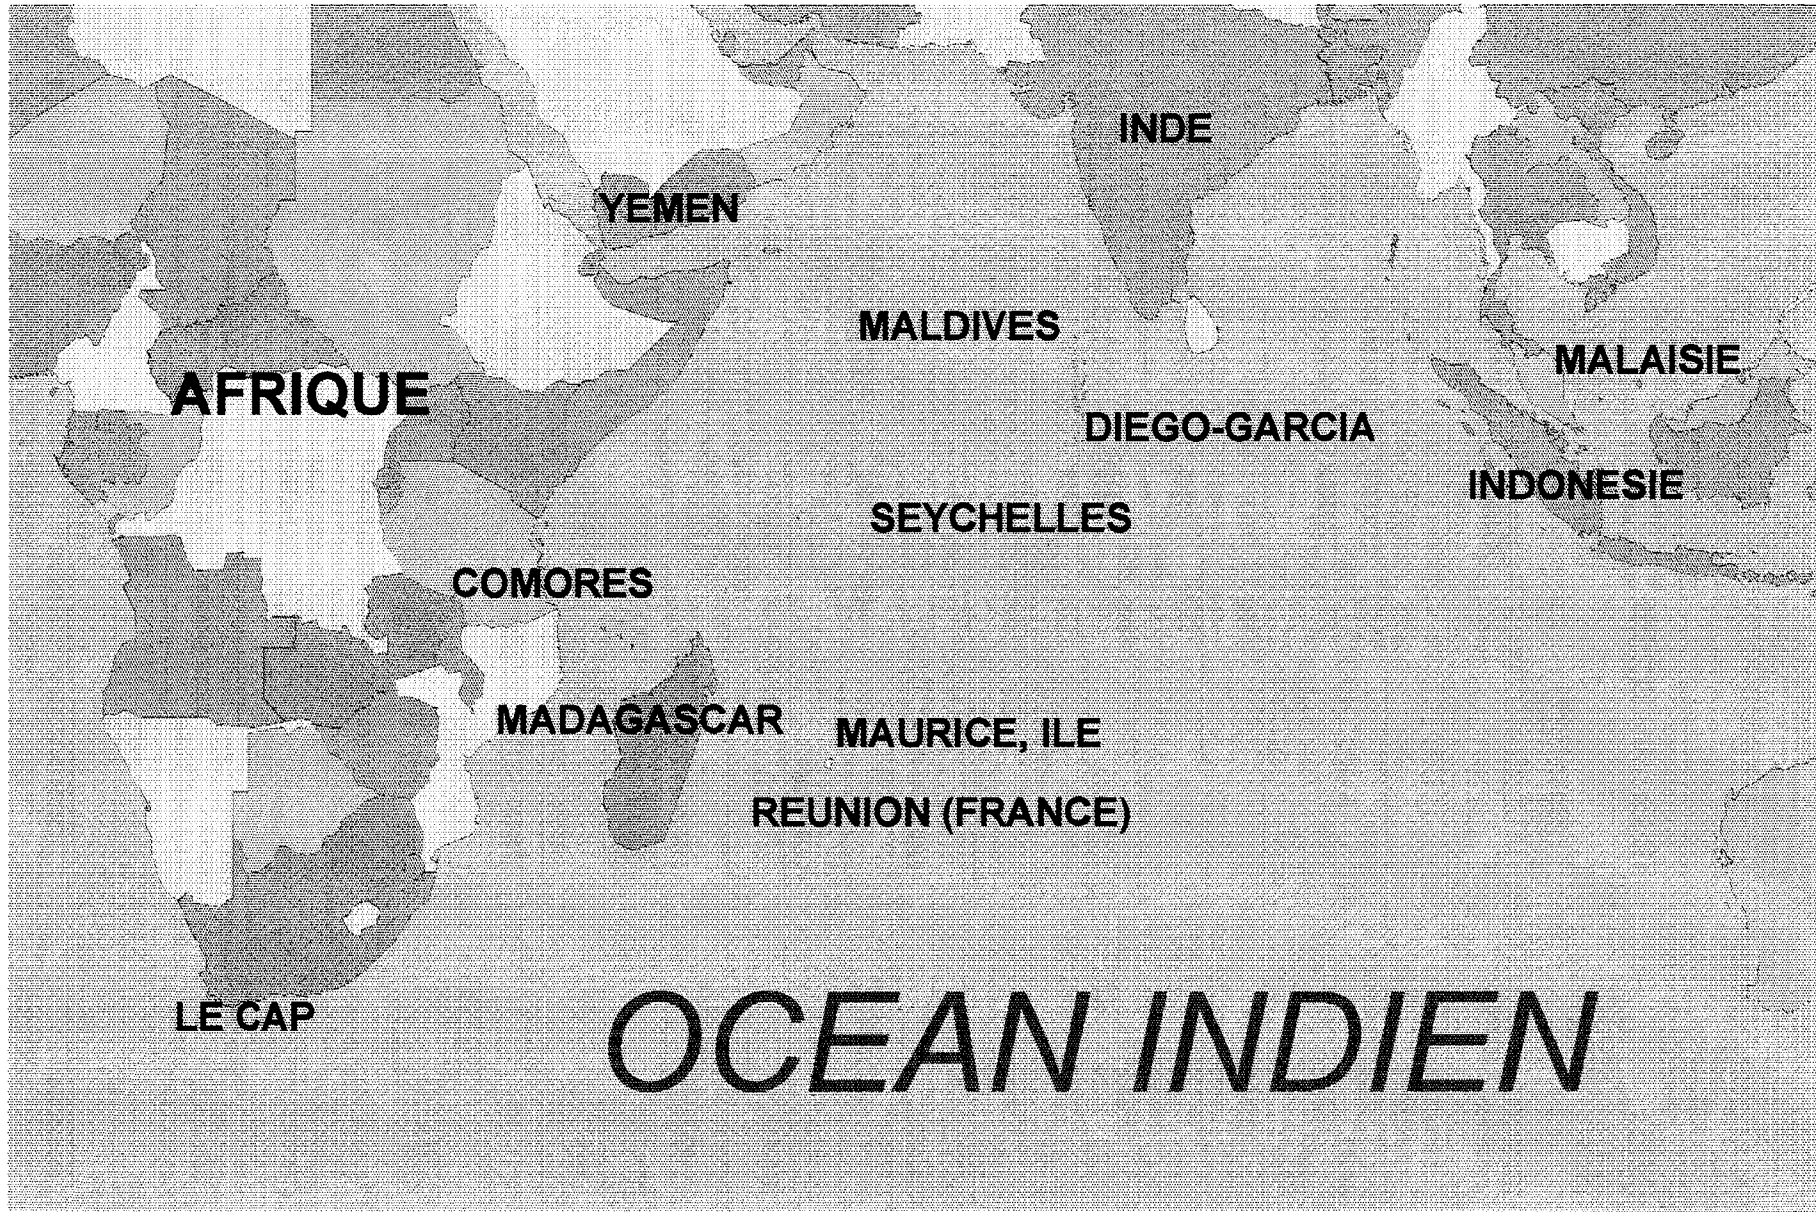 INDE
YEMEN
MALDIVES
MALAISIE
AFRIQUE
DIEGO-GARCIA
INDONESIE
SEYCHELLES
COMORES
MADAGASCAR
MAURICE, ILE
REUNION (FRANCE)
LE CAP
OCEAN INDIEN